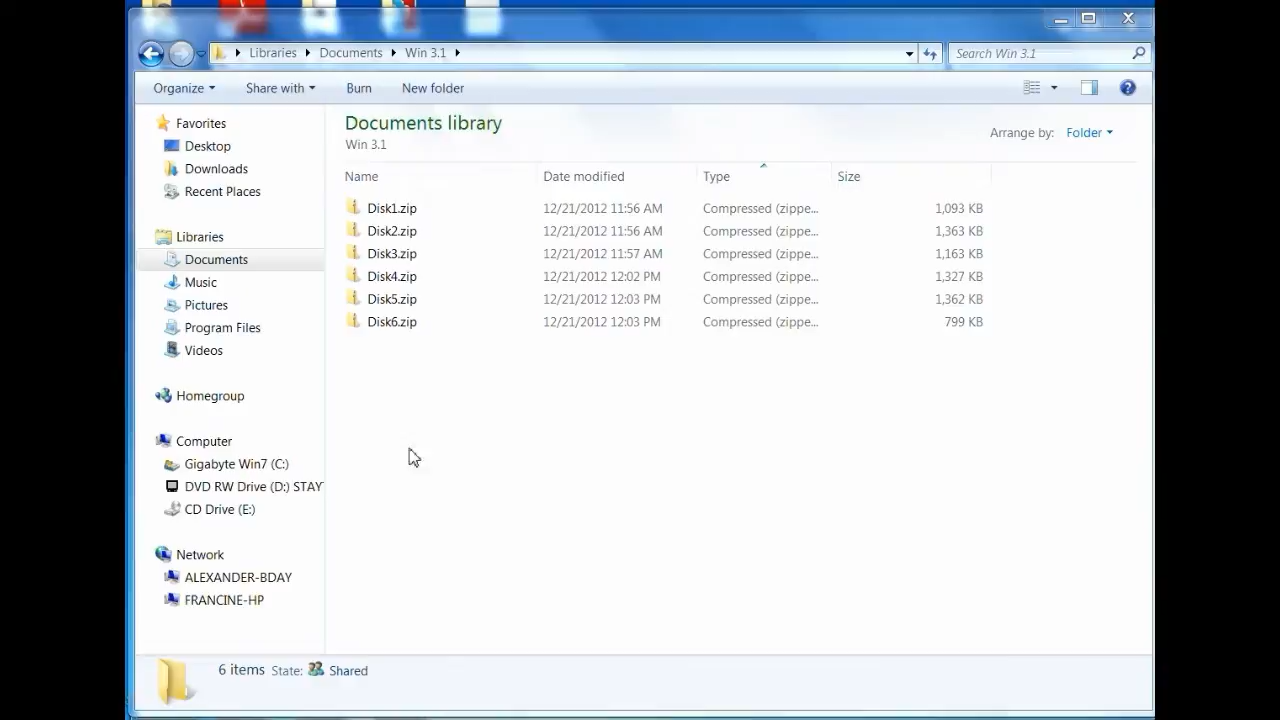 Libraries Documents Win 3.1 Search Win 3.1
Organize Share with Burn New folder
Documents library
Win 3.1
Arrange by: Folder
Name Date modified Type Size
Disk1.zip 12/21/2012 11:56 AM Compressed (zippe... 1,093 KB
Disk2.zip 12/21/2012 11:56 AM Compressed (zippe... 1,363 KB
Disk3.zip 12/21/2012 11:57 AM Compressed (zippe... 1,163 KB
Disk4.zip 12/21/2012 12:02 PM Compressed (zippe... 1,327 KB
Disk5.zip 12/21/2012 12:03 PM Compressed (zippe... 1,362 KB
Disk6.zip 12/21/2012 12:03 PM Compressed (zippe... 799 KB
Favorites
Desktop
Downloads
Recent Places
Libraries
Documents
Music
Pictures
Program Files
Videos
Homegroup
Computer
Gigabyte Win7 (C:)
DVD RW Drive (D:) STAY
CD Drive (E:)
Network
ALEXANDER-BDAY
FRANCINE-HP
6 items State: Shared